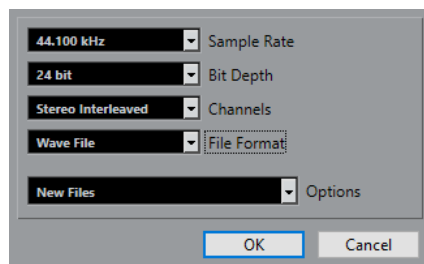 44.100 kHz Sample Rate
24 bit Bit Depth
Stereo Interleaved Channels
Wave File File Format
New Files Options
OK Cancel